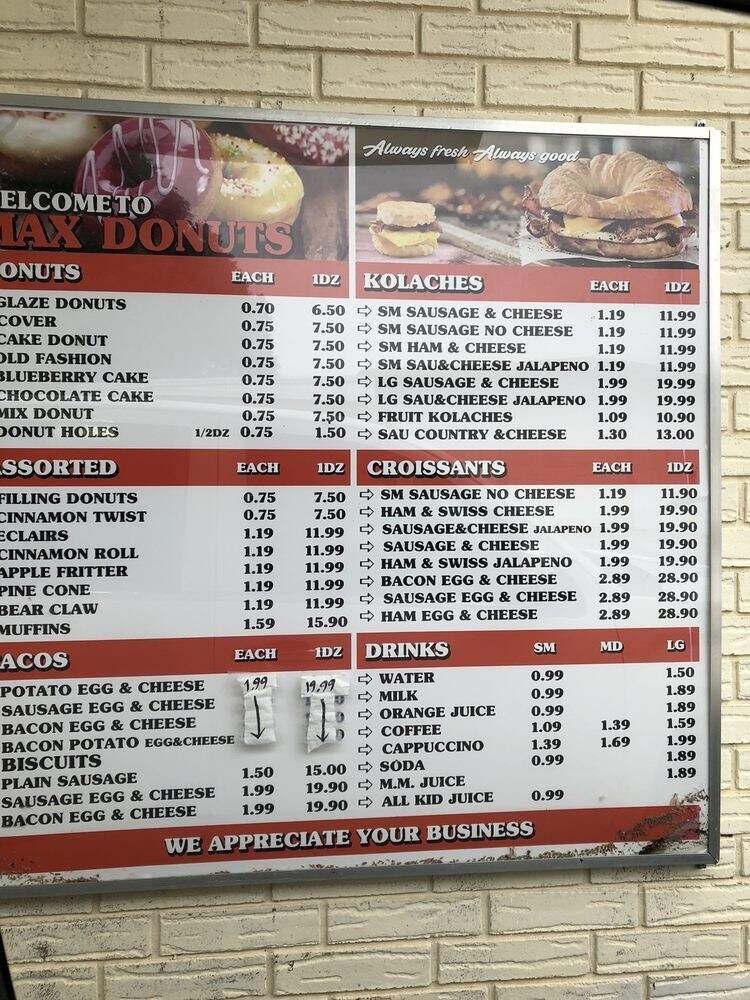 ELCOME TO
MAX DONUTS
ONUTS EACH 1DZ
GLAZE DONUTS 0.70 6.50
COVER 0.75 7.50
CAKE DONUT 0.75 7.50
OLD FASHION 0.75 7.50
BLUEBERRY CAKE 0.75 7.50
CHOCOLATE CAKE 0.75 7.50
MIX DONUT 0.75 7.50
DONUT HOLES 1/2DZ 0.75 1.50
ASSORTED EACH 1DZ
FILLING DONUTS 0.75 7.50
CINNAMON TWIST 0.75 7.50
ECLAIRS 1.19 11.99
CINNAMON ROLL 1.19 11.99
APPLE FRITTER 1.19 11.99
PINE CONE 1.19 11.99
BEAR CLAW 1.19 11.99
MUFFINS 1.59 15.90
ACOS EACH 1DZ
POTATO EGG & CHEESE 1.99 19.99
SAUSAGE EGG & CHEESE
BACON EGG & CHEESE
BACON POTATO EGG&CHEESE
BISCUITS
PLAIN SAUSAGE 1.50 15.00
SAUSAGE EGG & CHEESE 1.99 19.90
BACON EGG & CHEESE 1.99 19.90
Always fresh Always good
KOLACHES EACH 1DZ
⇨ SM SAUSAGE & CHEESE 1.19 11.99
⇨ SM SAUSAGE NO CHEESE 1.19 11.99
⇨ SM HAM & CHEESE 1.19 11.99
⇨ SM SAU&CHEESE JALAPENO 1.19 11.99
⇨ LG SAUSAGE & CHEESE 1.99 19.99
⇨ LG SAU&CHEESE JALAPENO 1.99 19.99
⇨ FRUIT KOLACHES 1.09 10.90
⇨ SAU COUNTRY &CHEESE 1.30 13.00
CROISSANTS EACH 1DZ
⇨ SM SAUSAGE NO CHEESE 1.19 11.90
⇨ HAM & SWISS CHEESE 1.99 19.90
⇨ SAUSAGE&CHEESE JALAPENO 1.99 19.90
⇨ SAUSAGE & CHEESE 1.99 19.90
⇨ HAM & SWISS JALAPENO 1.99 19.90
⇨ BACON EGG & CHEESE 2.89 28.90
⇨ SAUSAGE EGG & CHEESE 2.89 28.90
⇨ HAM EGG & CHEESE 2.89 28.90
DRINKS SM MD LG
⇨ WATER 0.99 1.50
⇨ MILK 0.99 1.89
⇨ ORANGE JUICE 0.99 1.89
⇨ COFFEE 1.09 1.39 1.59
⇨ CAPPUCCINO 1.39 1.69 1.99
⇨ SODA 0.99 1.89
⇨ M.M. JUICE 1.89
⇨ ALL KID JUICE 0.99
WE APPRECIATE YOUR BUSINESS